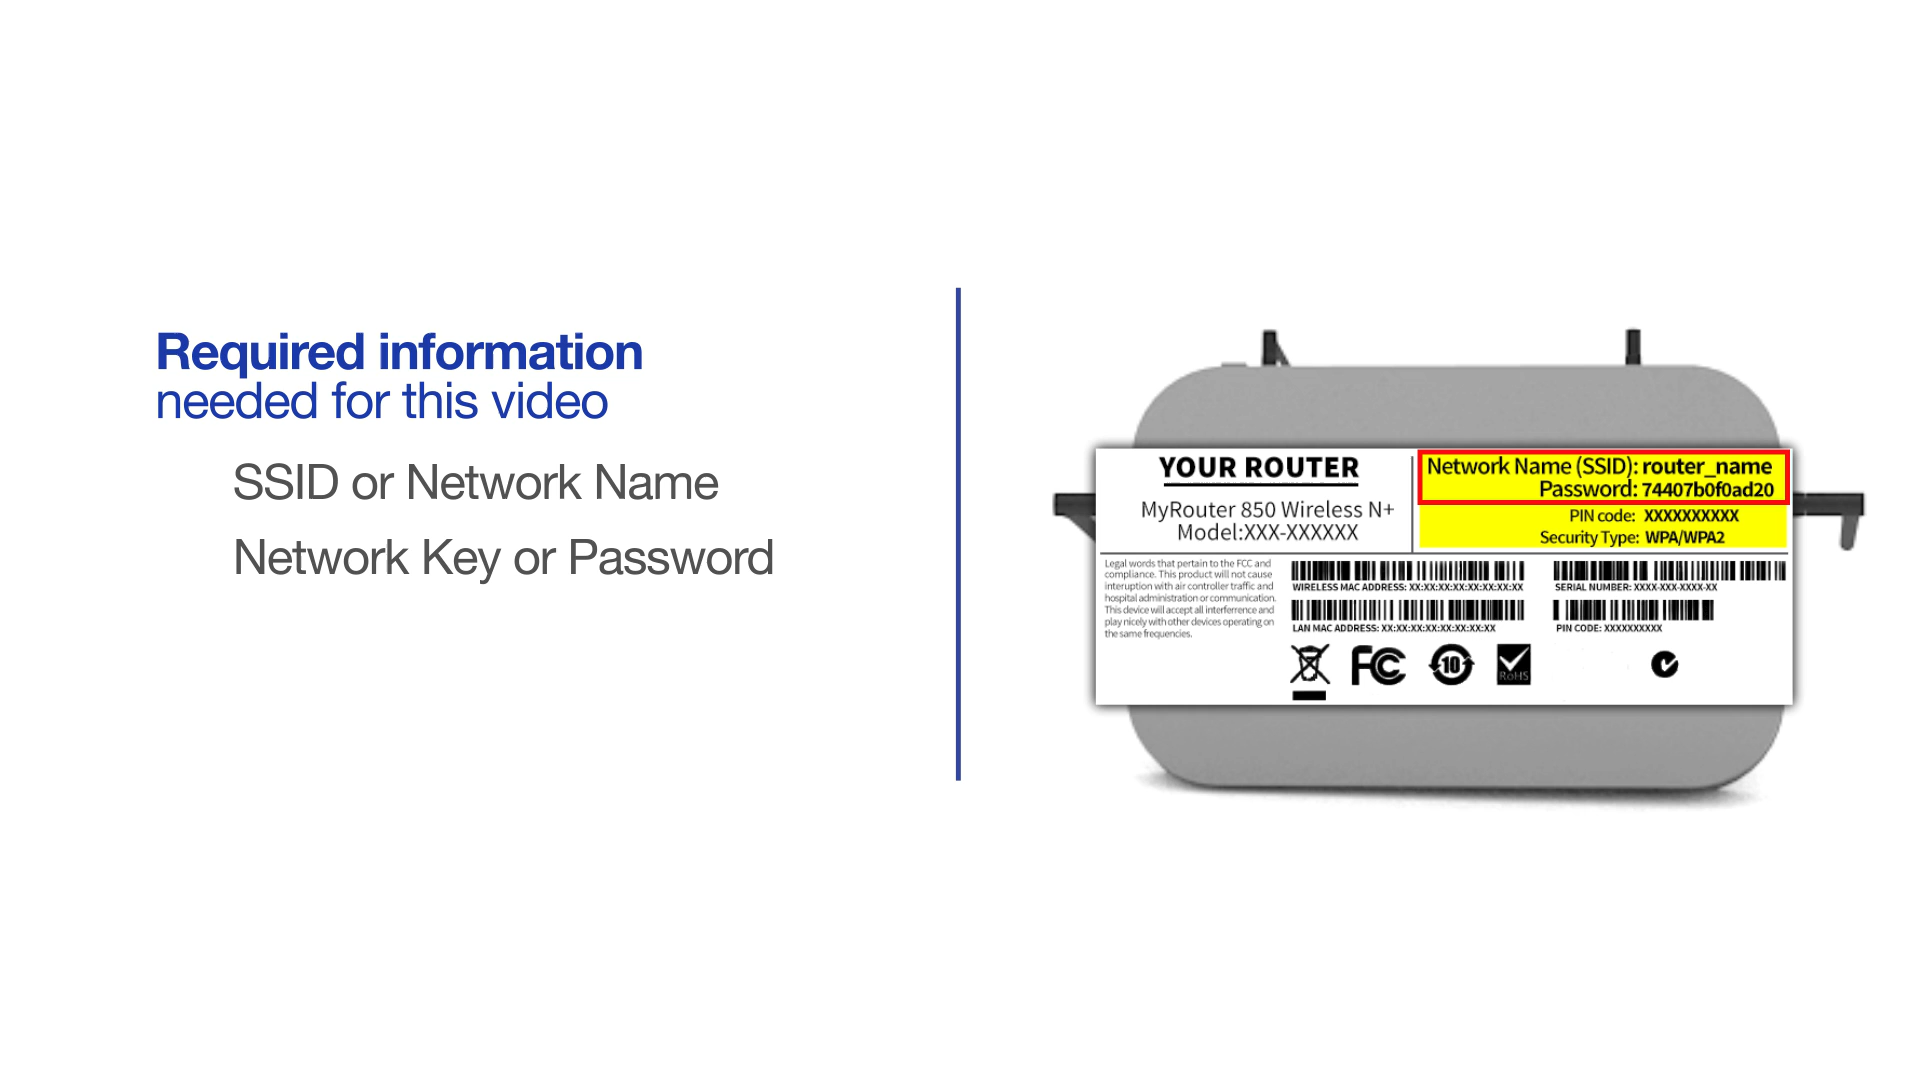 Required information
needed for this video
SSID or Network Name
Network Key or Password
YOUR ROUTER
MyRouter 850 Wireless N+
Model:XXX-XXXXXX
Network Name (SSID): router_name
Password: 74407b0f0ad20
PIN code: XXXXXXXXXX
Security Type: WPA/WPA2
Legal words that pertain to the FCC and
compliance. This product will not cause
interuption with air controller traffic and
hospital administration or communication.
This device will accept all interferrence and
play nicely with other devices operating on
the same frequencies.
WIRELESS MAC ADDRESS: XX:XX:XX:XX:XX:XX:XX:XX
SERIAL NUMBER: XXXX-XXX-XXXX-XX
LAN MAC ADDRESS: XX:XX:XX:XX:XX:XX:XX:XX
PIN CODE: XXXXXXXXXX
FC
10
RoHS